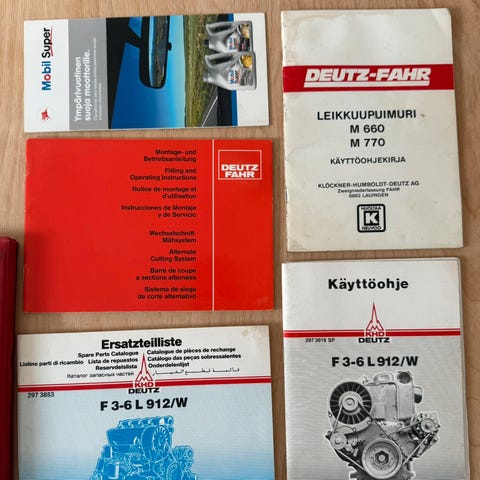 Mobil Super
Ympärivuotinen
suoja moottorille.
DEUTZ-FAHR
LEIKKUUPUIMURI
M 660
M 770
KÄYTTÖOHJEKIRJA
KLÖCKNER-HUMBOLDT-DEUTZ AG
Zweigniederlassung FAHR
8882 LAUINGEN
K
Montage- und
Betriebsanleitung
Fitting and
Operating Instructions
Notice de montage et
d'utilisation
Instrucciones de Montaje
y de Servicio
Wechselschnitt-
Mähsystem
Alternate
Cutting System
Barre de coupe
a sections alternées
Sistema de siega
de corte alternativo
DEUTZ
FAHR
Ersatzteilliste
Spare Parts Catalogue
Catalogue de pièces de rechange
Listino parti di ricambio
Lista de repuestos
Catálogo das peças sobressalentes
Reservdelslista
Onderdelenlijst
Каталог запасных частей
KHD
DEUTZ
297 3853
F 3-6 L 912/W
Käyttöohje
297 3618 SF
KHD
DEUTZ
F 3-6 L 912/W